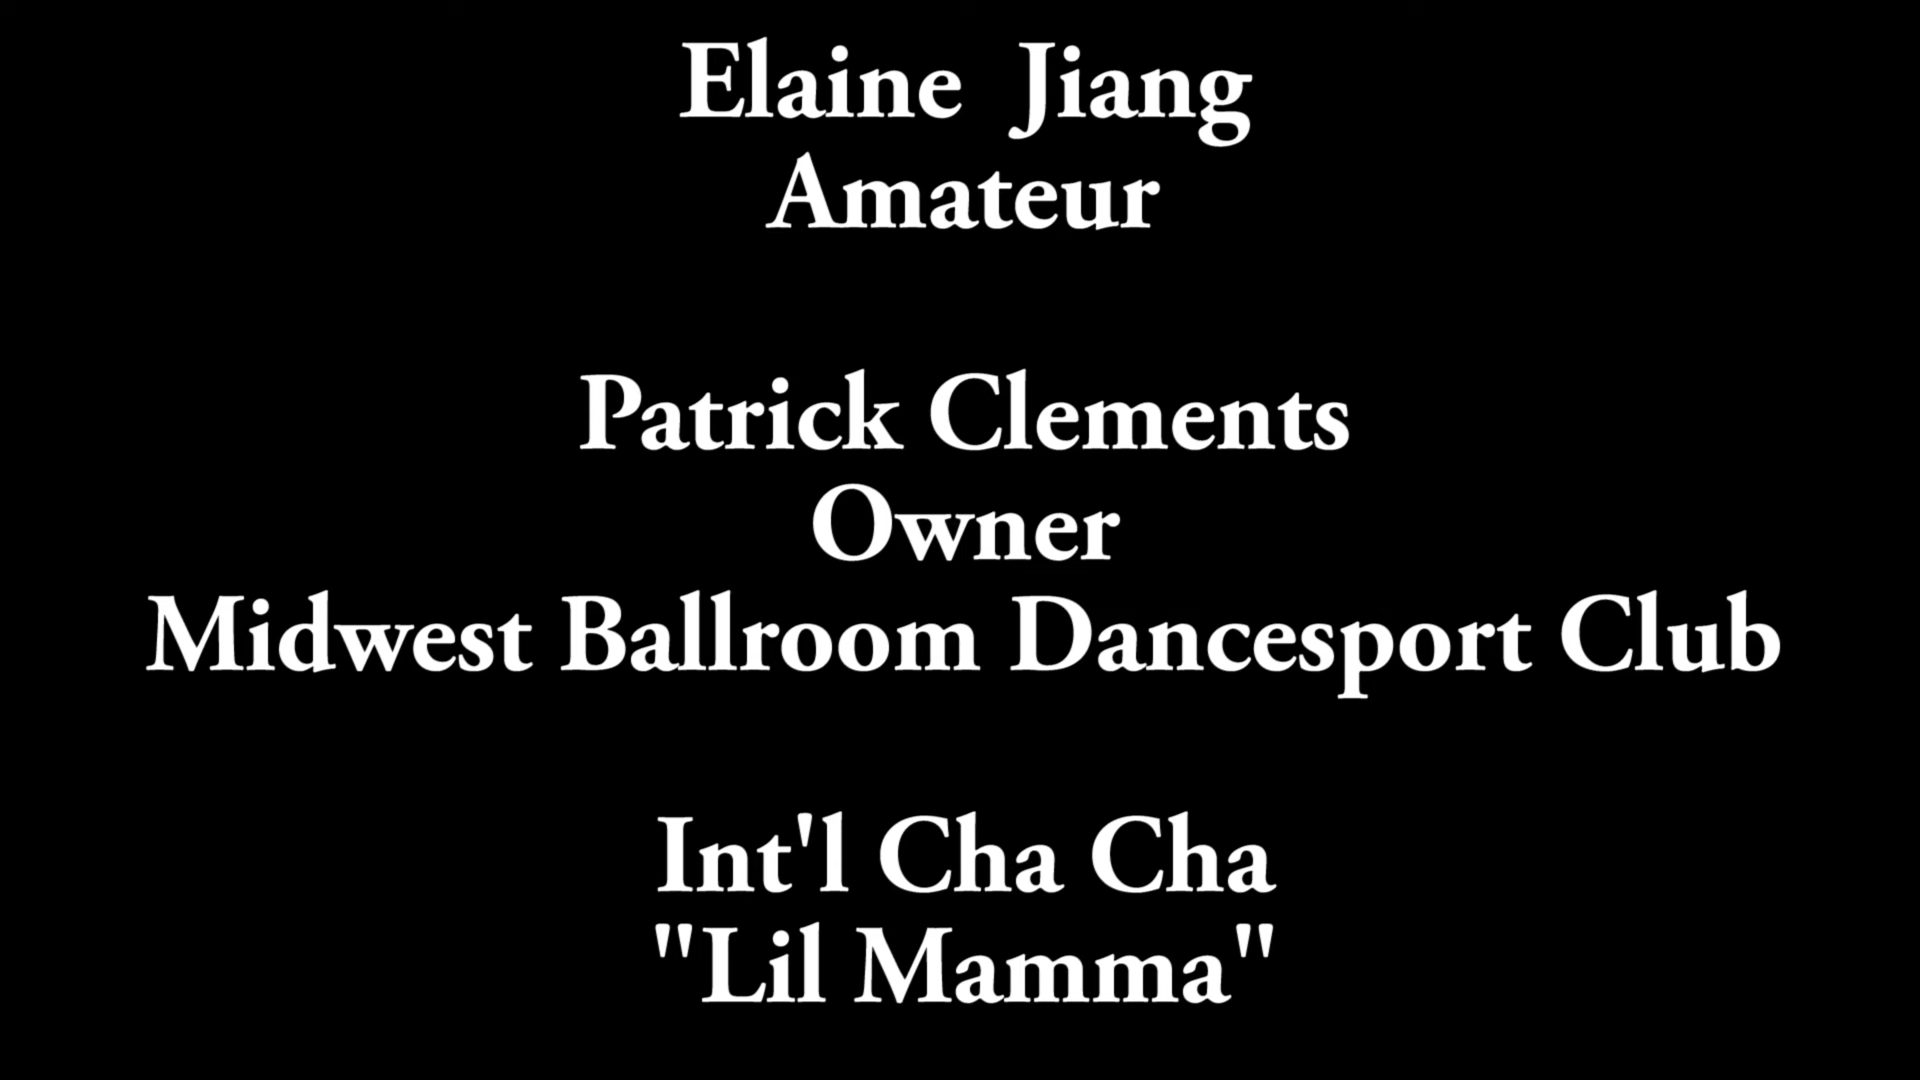 Elaine  Jiang
Amateur
Patrick Clements
Owner
Midwest Ballroom Dancesport Club
Int'l Cha Cha
"Lil Mamma"